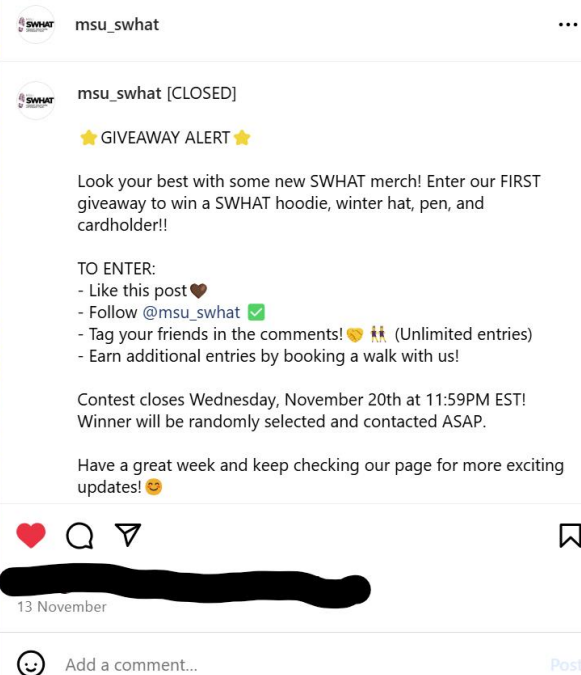 SWHAT
msu_swhat
SWHAT
msu_swhat [CLOSED]
⭐GIVEAWAY ALERT⭐
Look your best with some new SWHAT merch! Enter our FIRST
giveaway to win a SWHAT hoodie, winter hat, pen, and
cardholder!!
TO ENTER:
- Like this post🤎
- Follow @msu_swhat ✅
- Tag your friends in the comments!🤝 👯 (Unlimited entries)
- Earn additional entries by booking a walk with us!
Contest closes Wednesday, November 20th at 11:59PM EST!
Winner will be randomly selected and contacted ASAP.
Have a great week and keep checking our page for more exciting
updates!😊
13 November
Add a comment...
Post